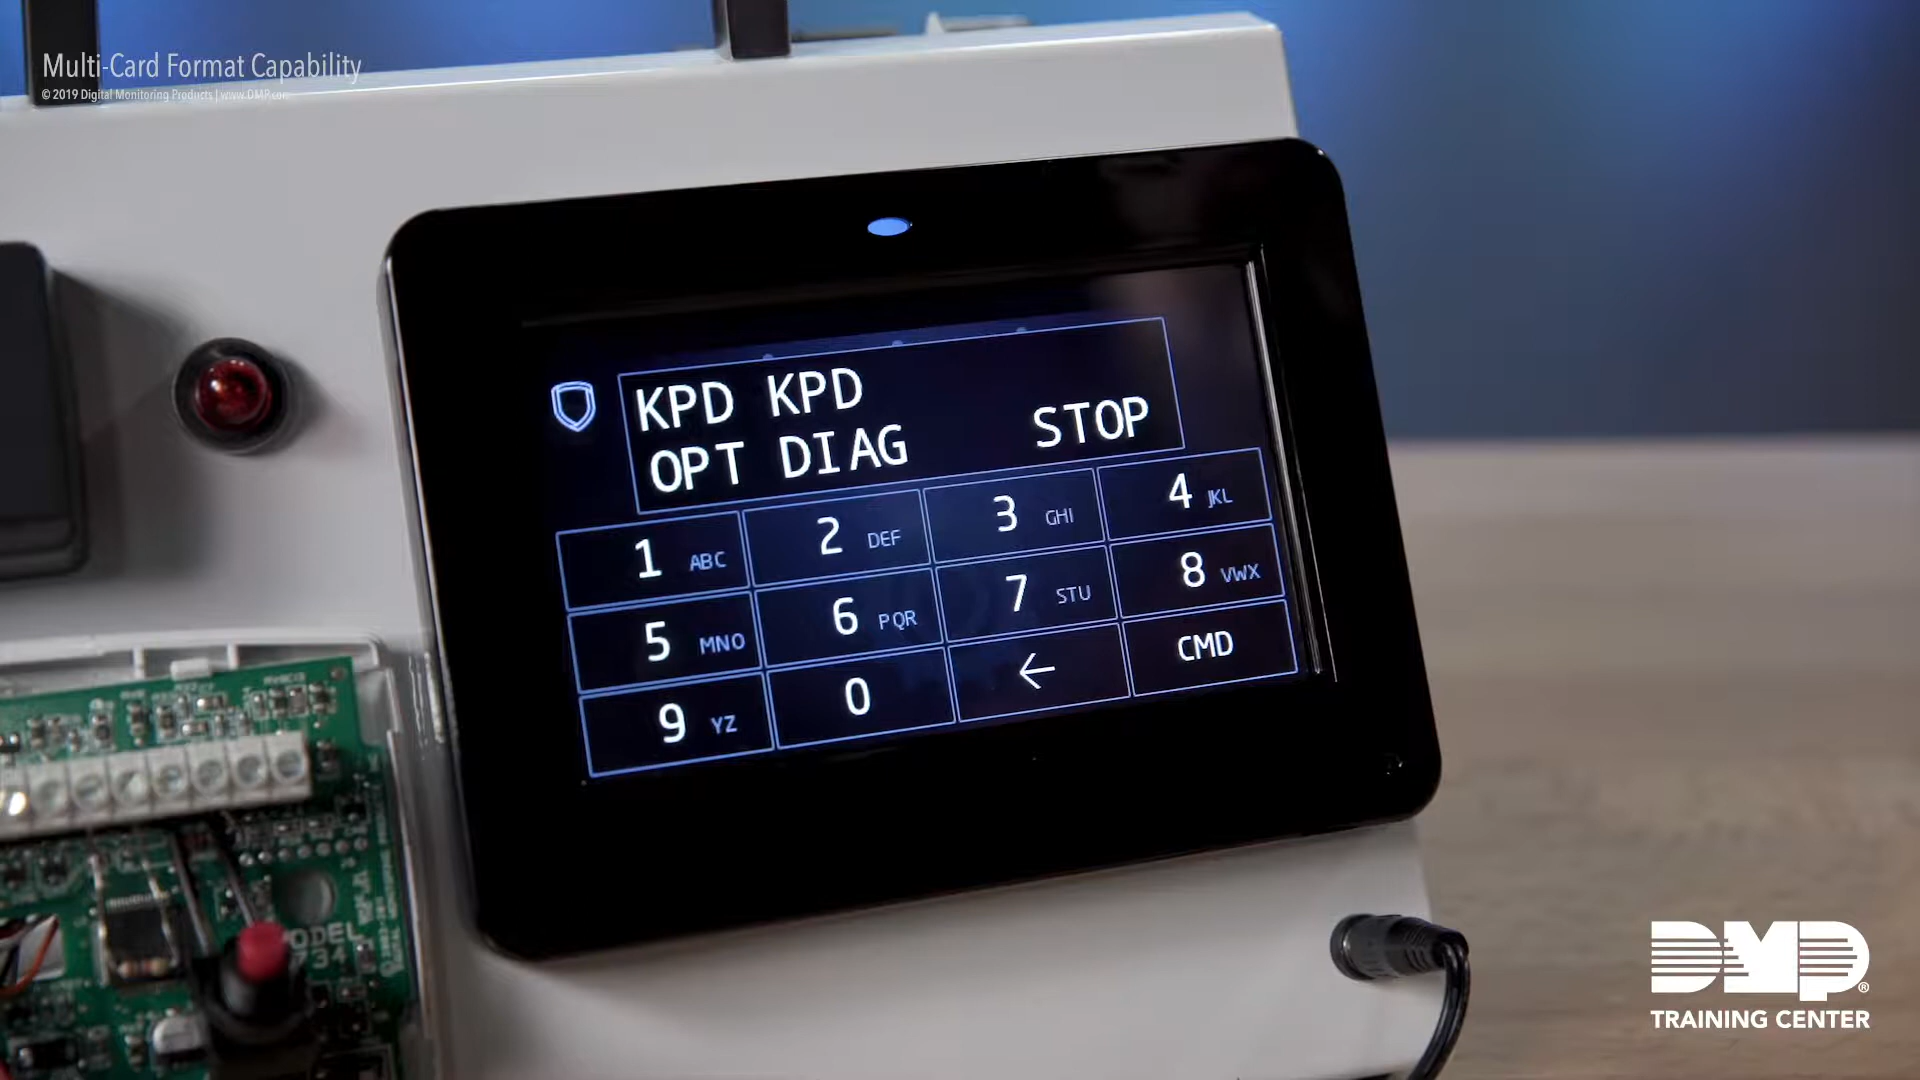 Multi-Card Format Capability
© 2019 Digital Monitoring Products | www.DMP.com
KPD KPD
OPT DIAG STOP
1 ABC 2 DEF 3 GHI 4 JKL
5 MNO 6 PQR 7 STU 8 VWX
9 YZ 0 ← CMD
DMP®
TRAINING CENTER